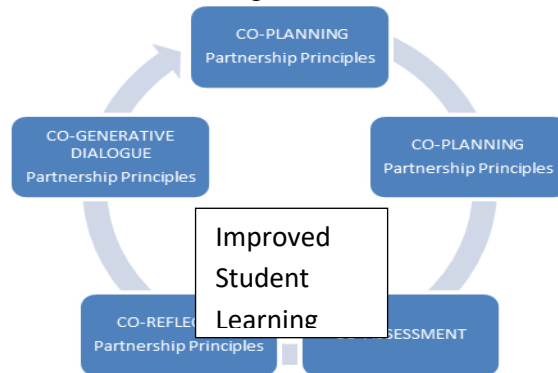 CO-PLANNING
Partnership Principles
CO-GENERATIVE
DIALOGUE
Partnership Principles
CO-PLANNING
Partnership Principles
Improved
Student
Learning
Partnership Principles